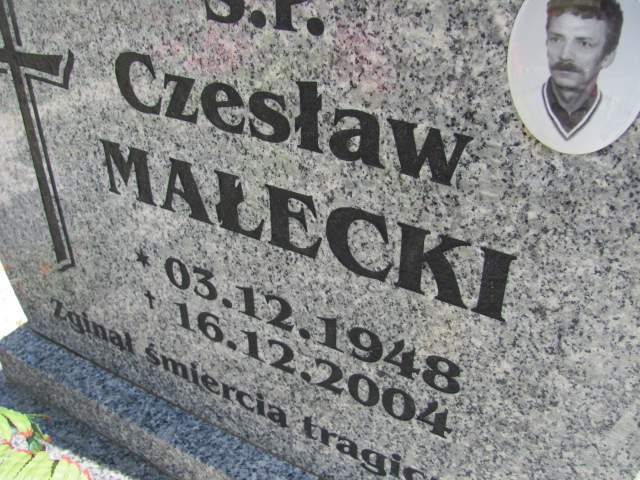 Ś.P.
Czesław
MAŁECKI
* 03.12.1948
† 16.12.2004
Zginął śmiercią